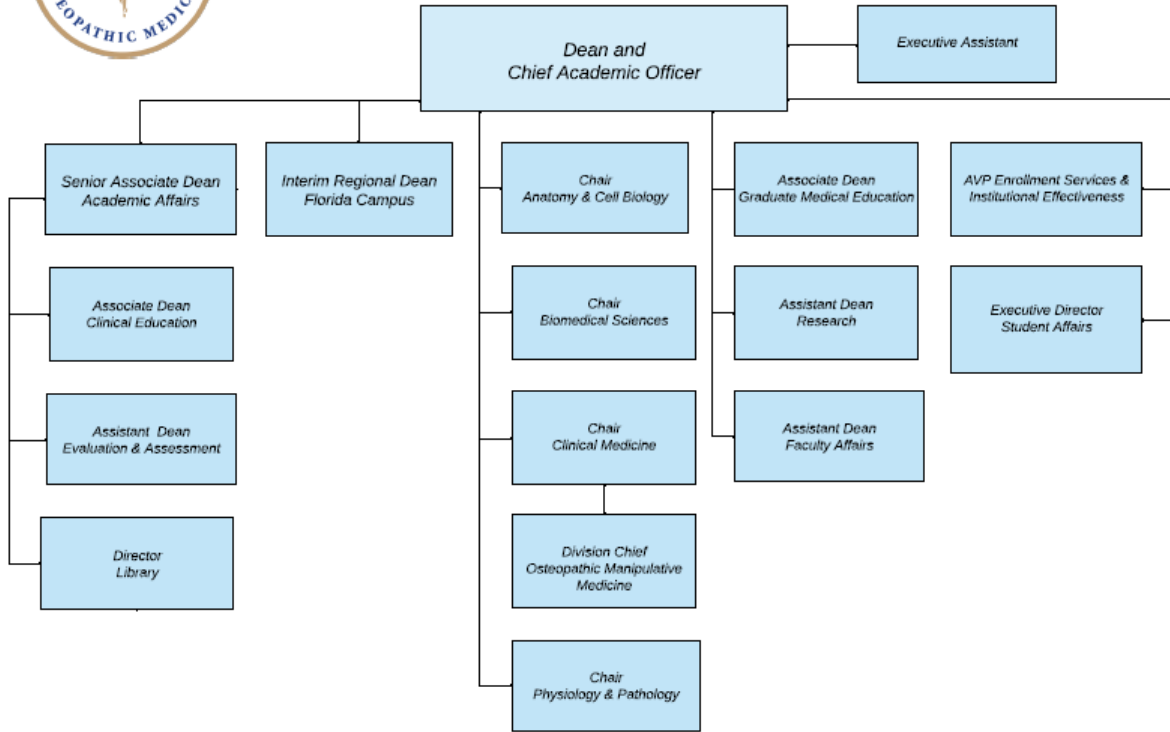 EOPATHIC MEDIC
Dean and
Chief Academic Officer
Executive Assistant
Senior Associate Dean
Academic Affairs
Interim Regional Dean
Florida Campus
Chair
Anatomy & Cell Biology
Associate Dean
Graduate Medical Education
AVP Enrollment Services &
Institutional Effectiveness
Associate Dean
Clinical Education
Chair
Biomedical Sciences
Assistant Dean
Research
Executive Director
Student Affairs
Assistant Dean
Evaluation & Assessment
Chair
Clinical Medicine
Assistant Dean
Faculty Affairs
Director
Library
Division Chief
Osteopathic Manipulative
Medicine
Chair
Physiology & Pathology